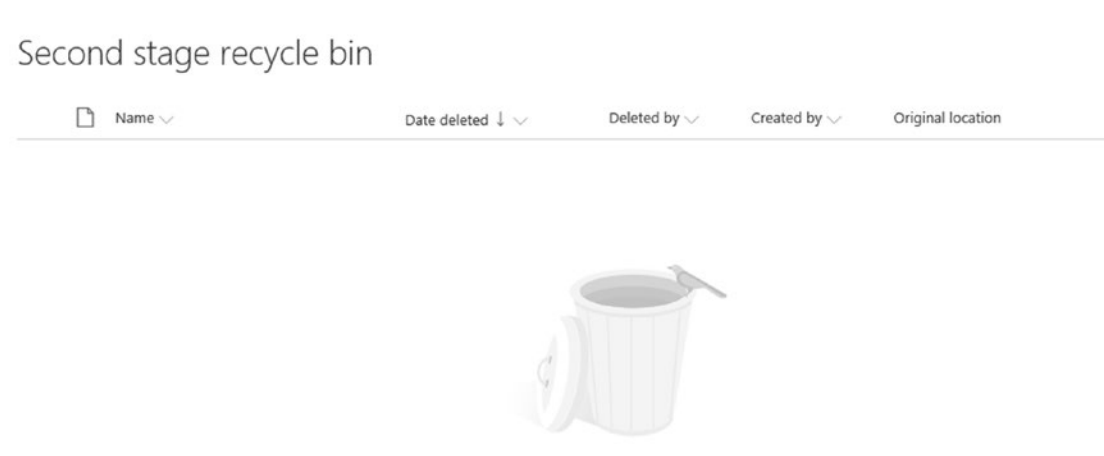 Second stage recycle bin
Name Date deleted ↓ Deleted by Created by Original location